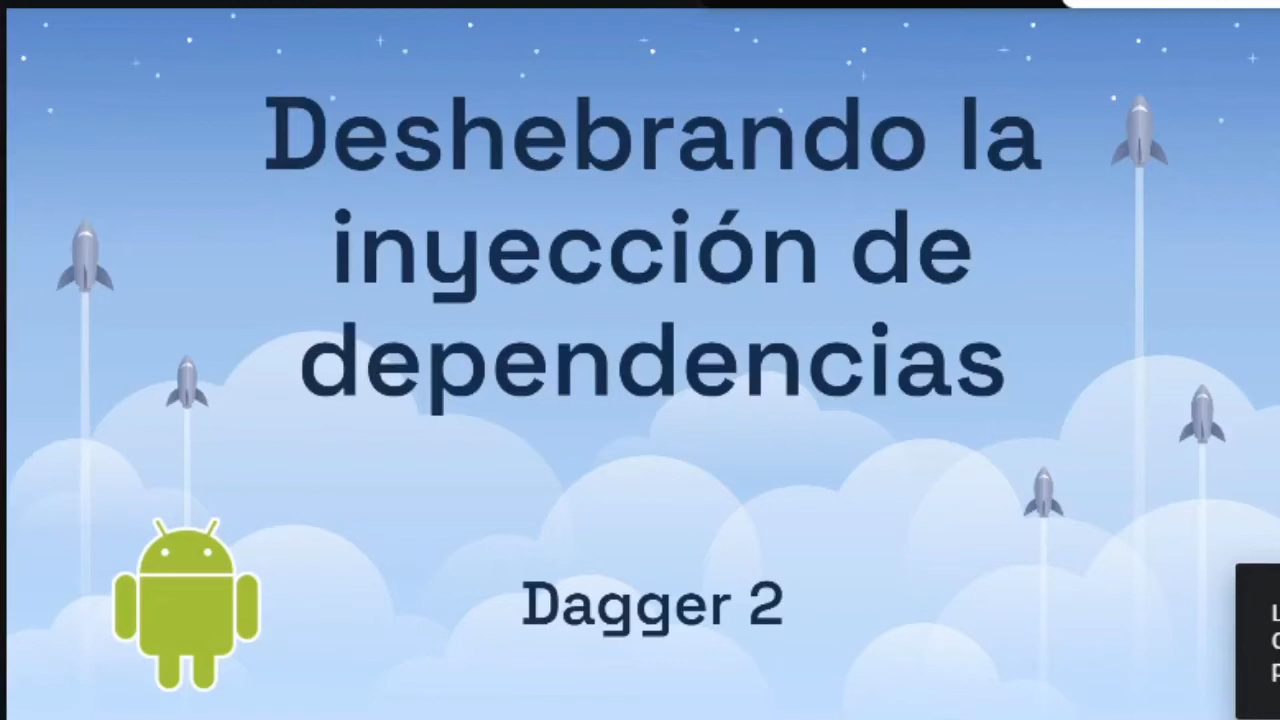 Deshebrando la
inyección de
dependencias
Dagger 2